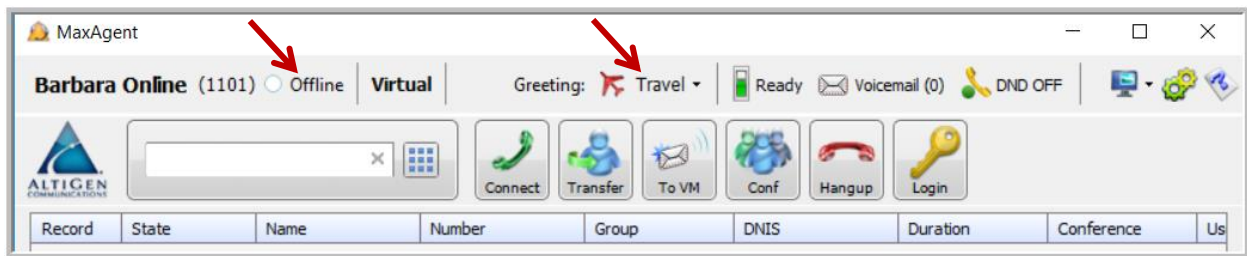 MaxAgent
Barbara Online (1101) Offline Virtual Greeting: Travel Ready Voicemail (0) DND OFF
ALTIGEN
COMMUNICATIONS
Connect Transfer To VM Conf Hangup Login
Record State Name Number Group DNIS Duration Conference Us